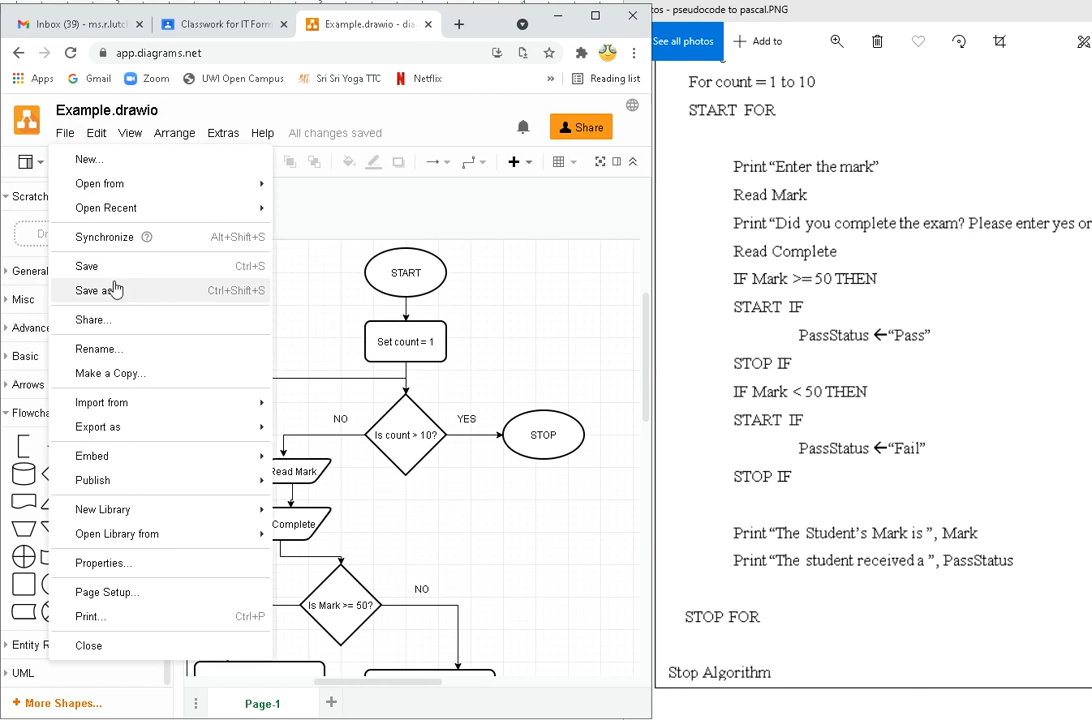 Inbox (39) - ms.r.lutch
Classwork for IT Form
Example.drawio - dia
app.diagrams.net
Apps
Gmail
Zoom
UWI Open Campus
Sri Sri Yoga TTC
Netflix
»
Reading list
Example.drawio
File Edit View Arrange Extras Help All changes saved
Share
New...
Open from
Open Recent
Synchronize Alt+Shift+S
Save Ctrl+S
Save as Ctrl+Shift+S
Share...
Rename...
Make a Copy...
Import from
Export as
Embed
Publish
New Library
Open Library from
Properties...
Page Setup...
Print... Ctrl+P
Close
Scratch
General
Misc
Advance
Basic
Arrows
Flowcha
Entity R
UML
+ More Shapes...
START
Set count = 1
Is count > 10?
NO
YES
STOP
Read Mark
Complete
Is Mark >= 50?
NO
Page-1
tos - pseudocode to pascal.PNG
See all photos
Add to
For count = 1 to 10
START FOR
Print “Enter the mark”
Read Mark
Print “Did you complete the exam? Please enter yes or
Read Complete
IF Mark >= 50 THEN
START IF
PassStatus ←“Pass”
STOP IF
IF Mark < 50 THEN
START IF
PassStatus ←“Fail”
STOP IF
Print “The Student’s Mark is ”, Mark
Print “The student received a ”, PassStatus
STOP FOR
Stop Algorithm